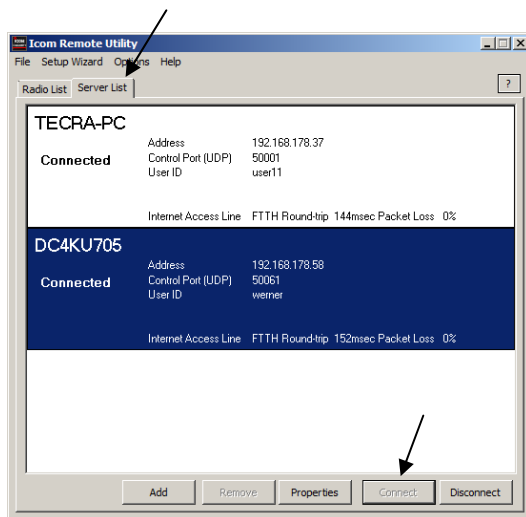 Icom Remote Utility
File Setup Wizard Options Help
Radio List Server List ?
TECRA-PC
Connected
Address 192.168.178.37
Control Port (UDP) 50001
User ID user11
Internet Access Line FTTH Round-trip 144msec Packet Loss 0%
DC4KU705
Connected
Address 192.168.178.58
Control Port (UDP) 50061
User ID werner
Internet Access Line FTTH Round-trip 152msec Packet Loss 0%
Add Remove Properties Connect Disconnect